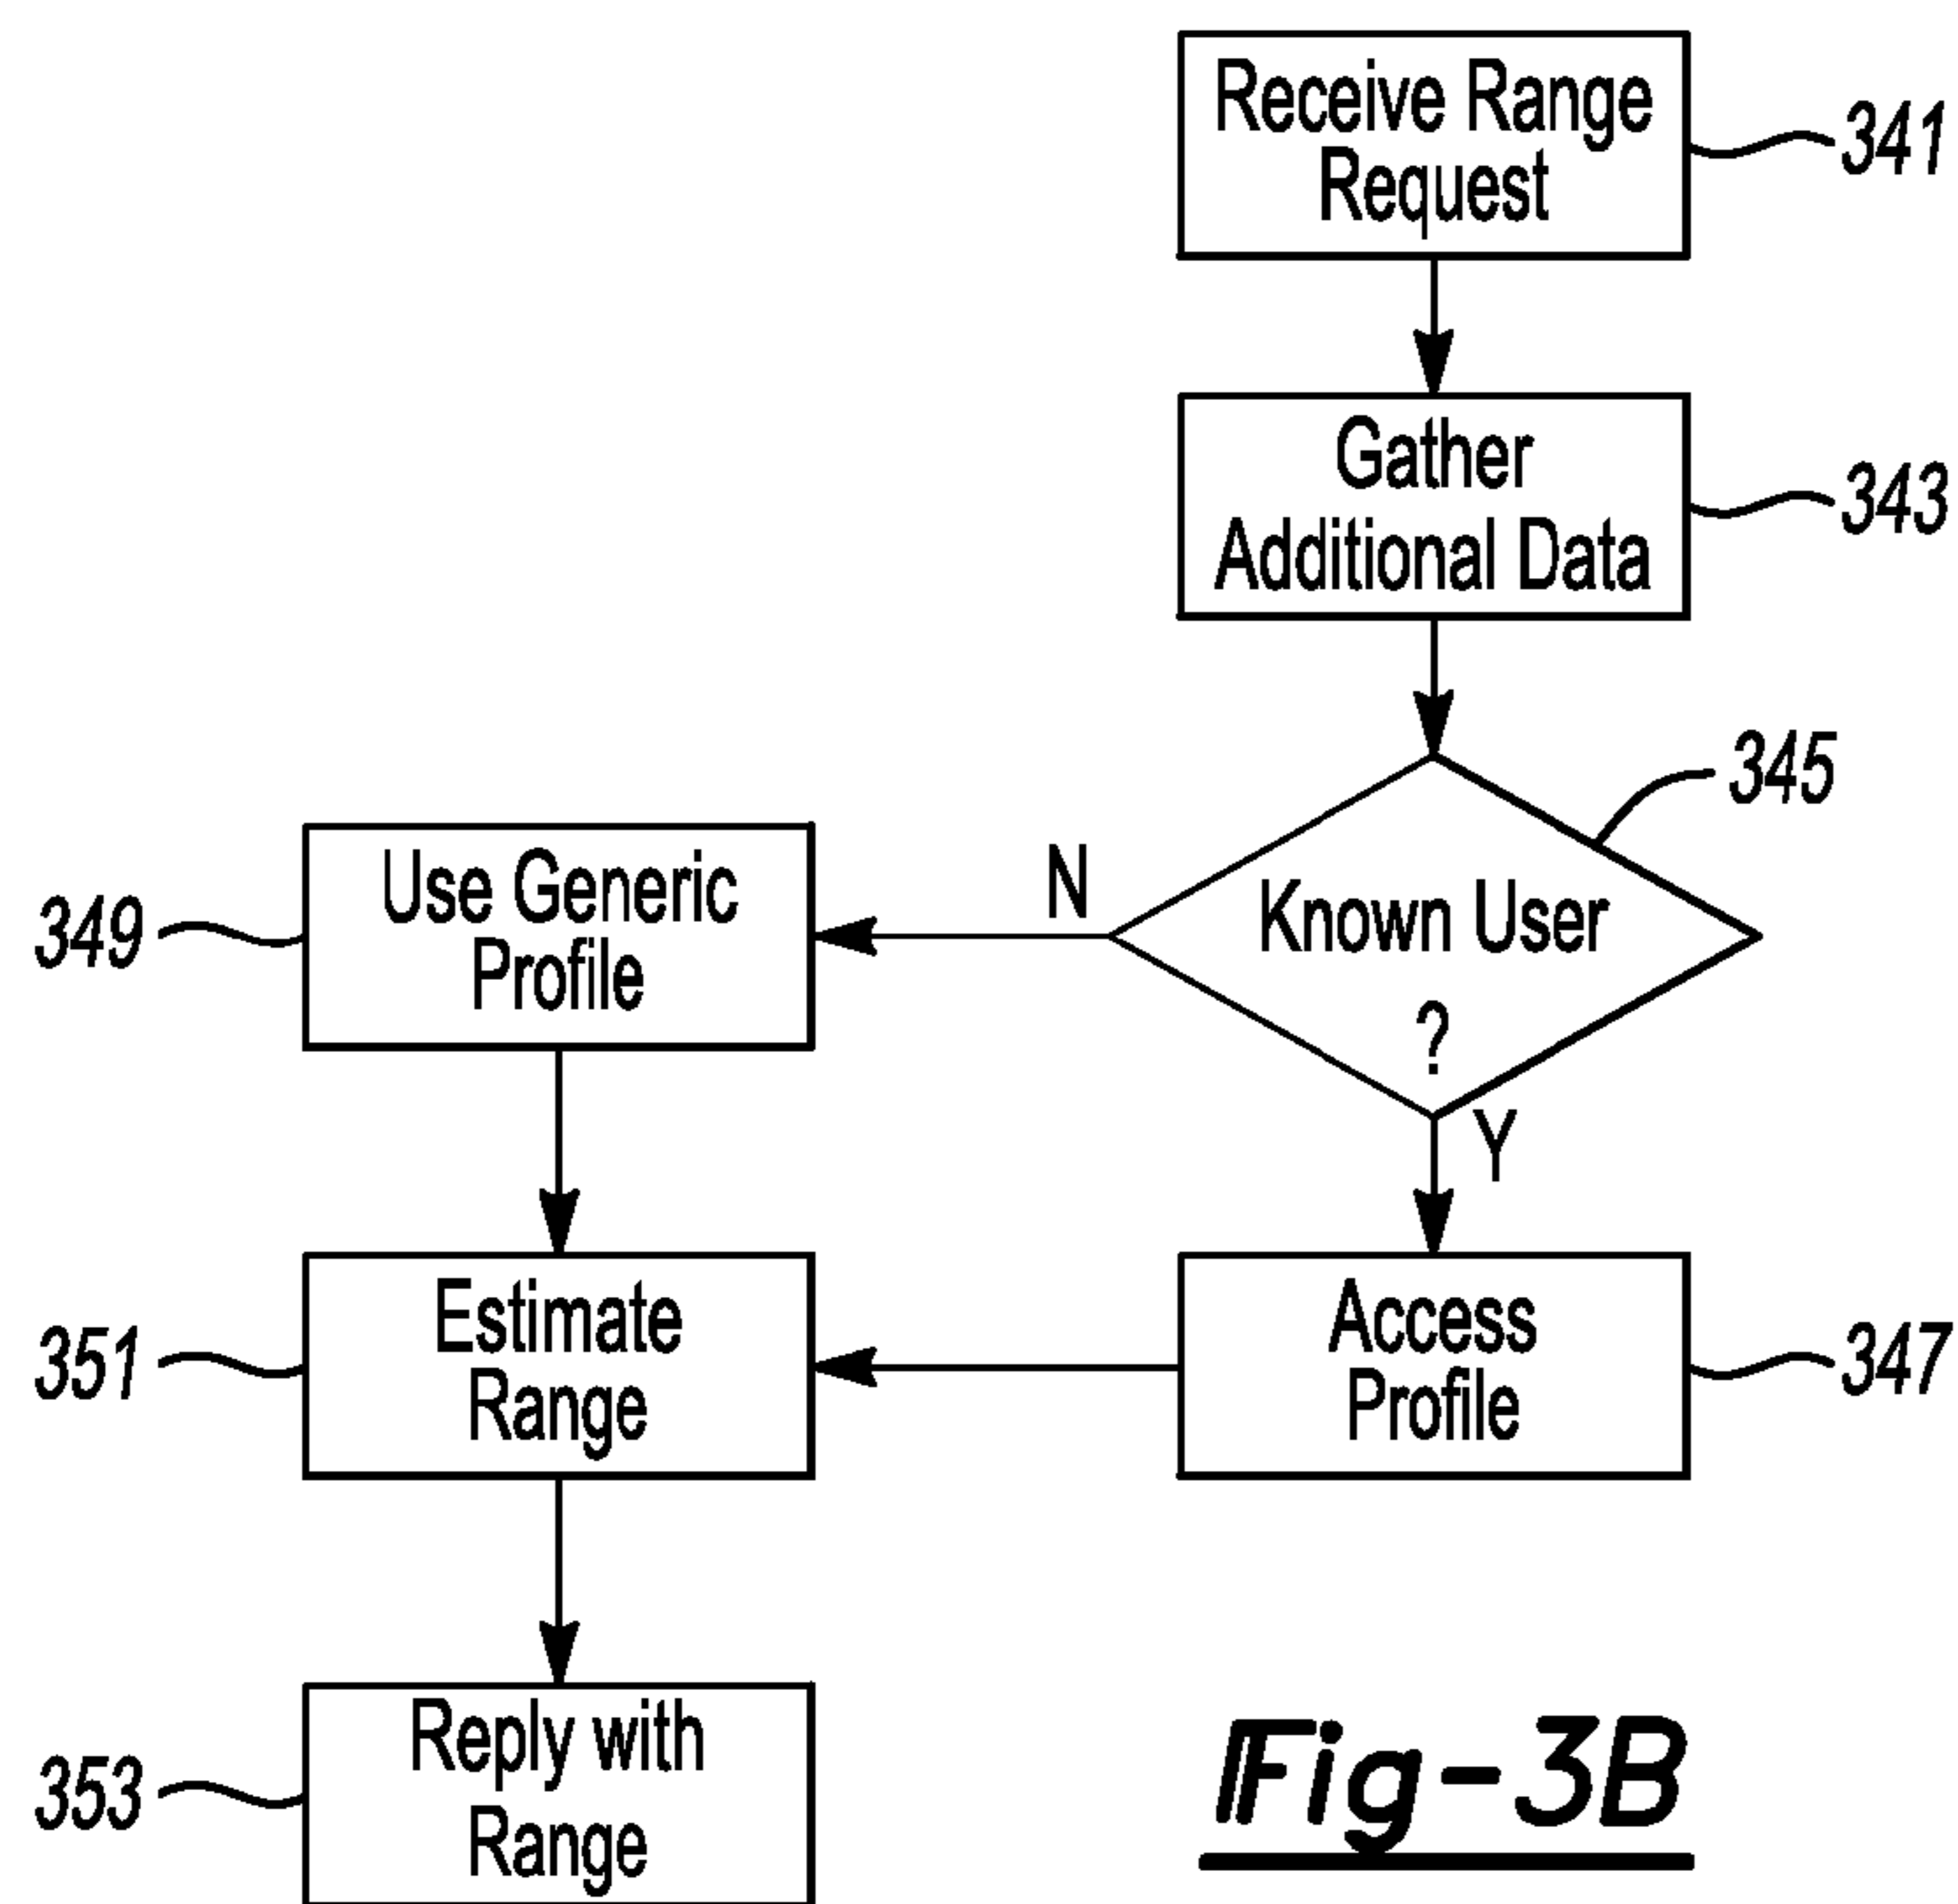 Receive Range
Request
341
Gather
Additional Data
343
345
Known User
?
N
Y
Use Generic
Profile
349
Access
Profile
347
Estimate
Range
351
Reply with
Range
353
Fig-3B